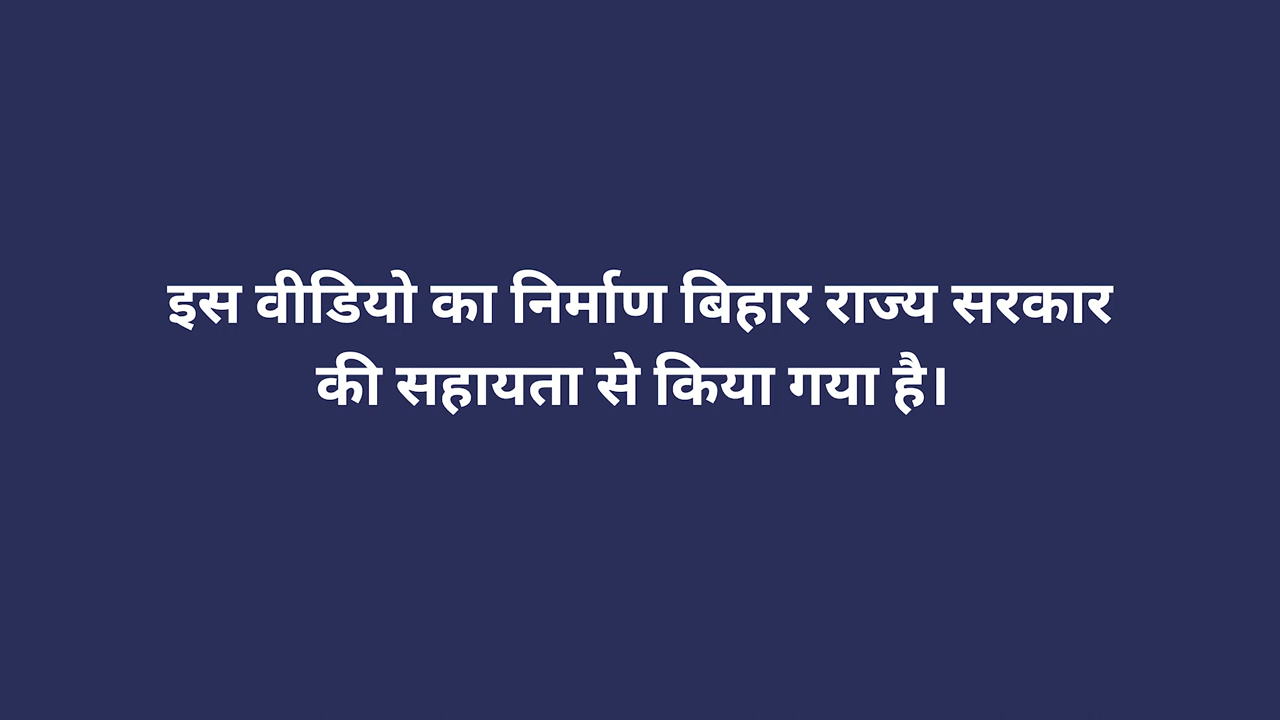 इस वीडियो का निर्माण बिहार राज्य सरकार
की सहायता से किया गया है।